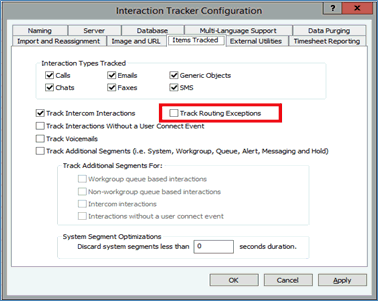 Interaction Tracker Configuration
?
Naming
Server
Database
Multi-Language Support
Data Purging
Import and Reassignment
Image and URL
Items Tracked
External Utilities
Timesheet Reporting
Interaction Types Tracked
Calls
Emails
Generic Objects
Chats
Faxes
SMS
Track Intercom Interactions
Track Routing Exceptions
Track Interactions Without a User Connect Event
Track Voicemails
Track Additional Segments (i.e. System, Workgroup, Queue, Alert, Messaging and Hold)
Track Additional Segments For:
Workgroup queue based interactions
Non-workgroup queue based interactions
Intercom interactions
Interactions without a user connect event
System Segment Optimizations
Discard system segments less than 0 seconds duration.
OK
Cancel
Apply